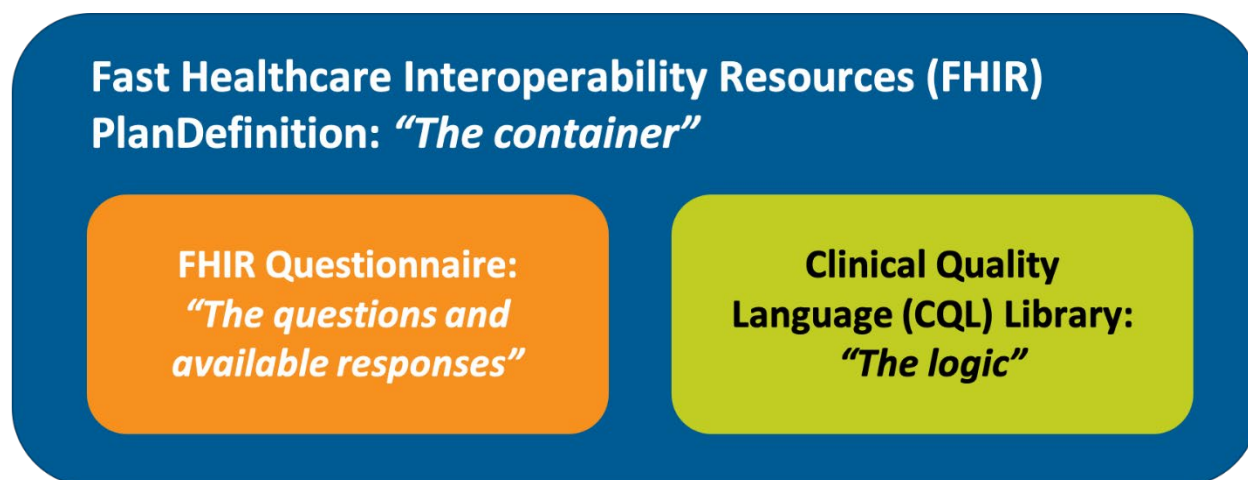 Fast Healthcare Interoperability Resources (FHIR)
PlanDefinition: “The container”
FHIR Questionnaire:
“The questions and
available responses”
Clinical Quality
Language (CQL) Library:
“The logic”